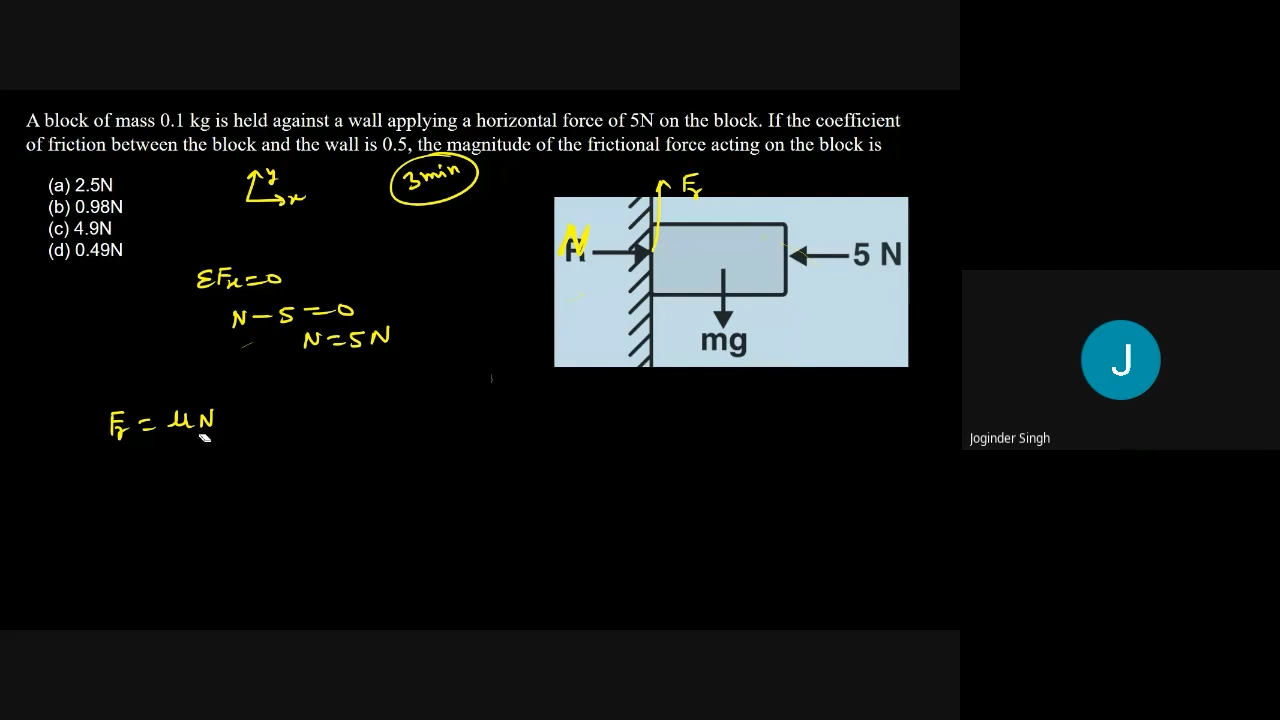 A block of mass 0.1 kg is held against a wall applying a horizontal force of 5N on the block. If the coefficient
of friction between the block and the wall is 0.5, the magnitude of the frictional force acting on the block is
(a) 2.5N
(b) 0.98N
(c) 4.9N
(d) 0.49N
y
x
3 min
ΣFx=0
N-5=0
N=5N
Fr = μN
Fr
N
5 N
mg
J
Joginder Singh